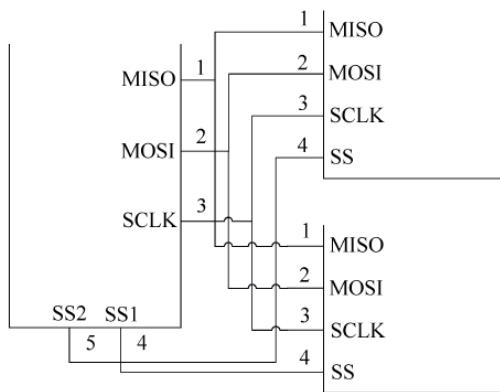 MISO 1
MOSI 2
SCLK 3
SS2 SS1
5 4
1 MISO
2 MOSI
3 SCLK
4 SS
1 MISO
2 MOSI
3 SCLK
4 SS